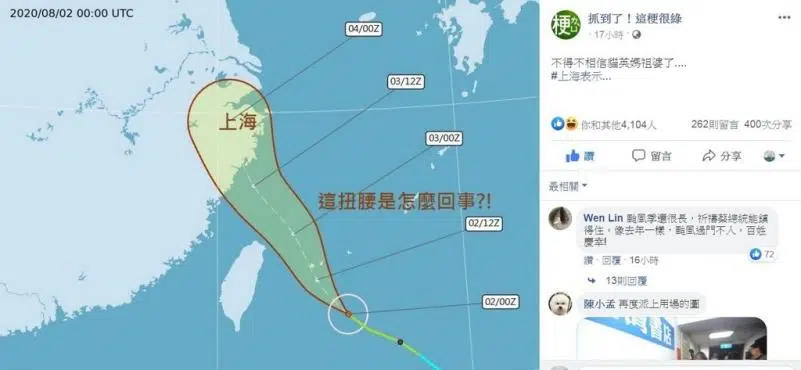 2020/08/02 00:00 UTC
04/00Z
03/12Z
上海
03/00Z
這扭腰是怎麼回事?!
02/12Z
02/00Z
梗
抓到了！這梗很綠
17小時
不得不相信貓英媽祖婆了....
#上海表示...
你和其他4,104人
262則留言 400次分享
讚
留言
分享
最相關
Wen Lin 颱風季還很長，祈禱蔡總統能鎮
得住，像去年一樣，颱風過門不入，百姓
慶幸!
72
讚 · 回覆 · 16小時
13則回覆
陳小孟 再度派上用場的圖